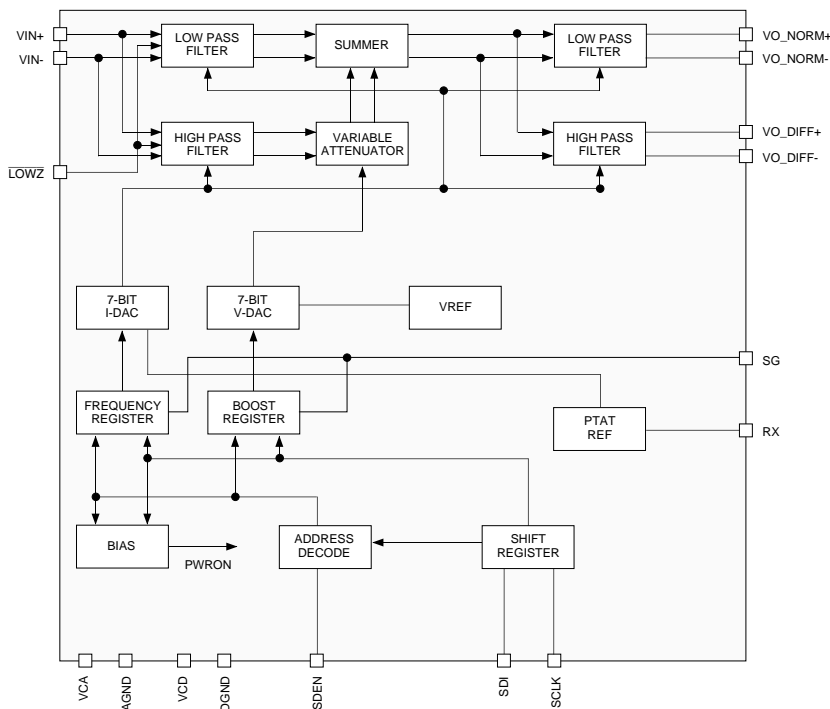 VIN+
LOW PASS
FILTER
SUMMER
LOW PASS
FILTER
VO_NORM+
VIN-
VO_NORM-
HIGH PASS
FILTER
VARIABLE
ATTENUATOR
HIGH PASS
FILTER
VO_DIFF+
VO_DIFF-
LOWZ
7-BIT
I-DAC
7-BIT
V-DAC
VREF
SG
FREQUENCY
REGISTER
BOOST
REGISTER
PTAT
REF
RX
BIAS
PWRON
ADDRESS
DECODE
SHIFT
REGISTER
VCA
AGND
VCD
DGND
SDEN
SDI
SCLK